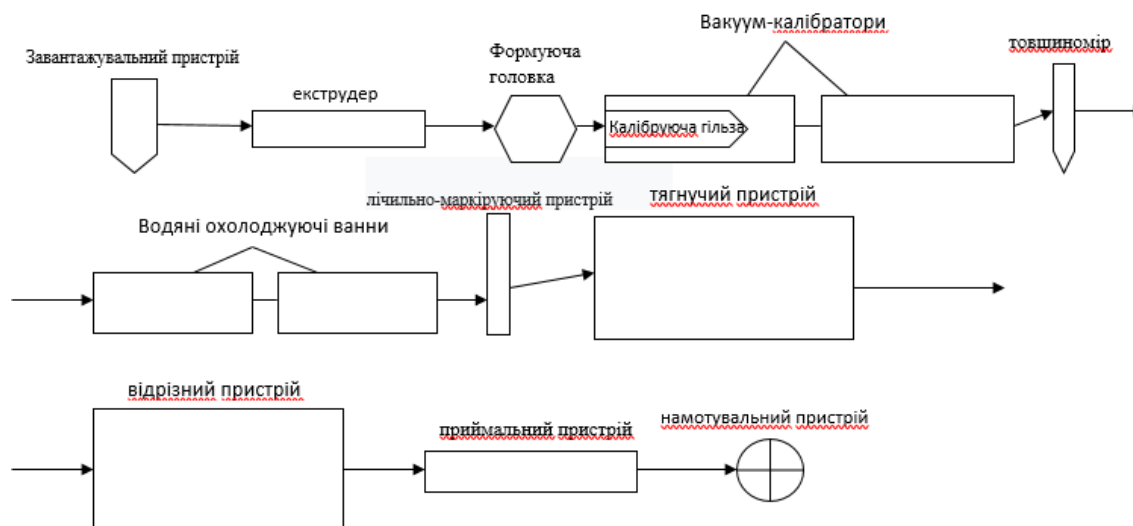 Завантажувальний пристрій
екструдер
Формуюча
головка
Вакуум-калібратори
Калібруюча гільза
товщиномір
Водяні охолоджуючі ванни
лічильно-маркіруючий пристрій
тягнучий пристрій
відрізний пристрій
приймальний пристрій
намотувальний пристрій